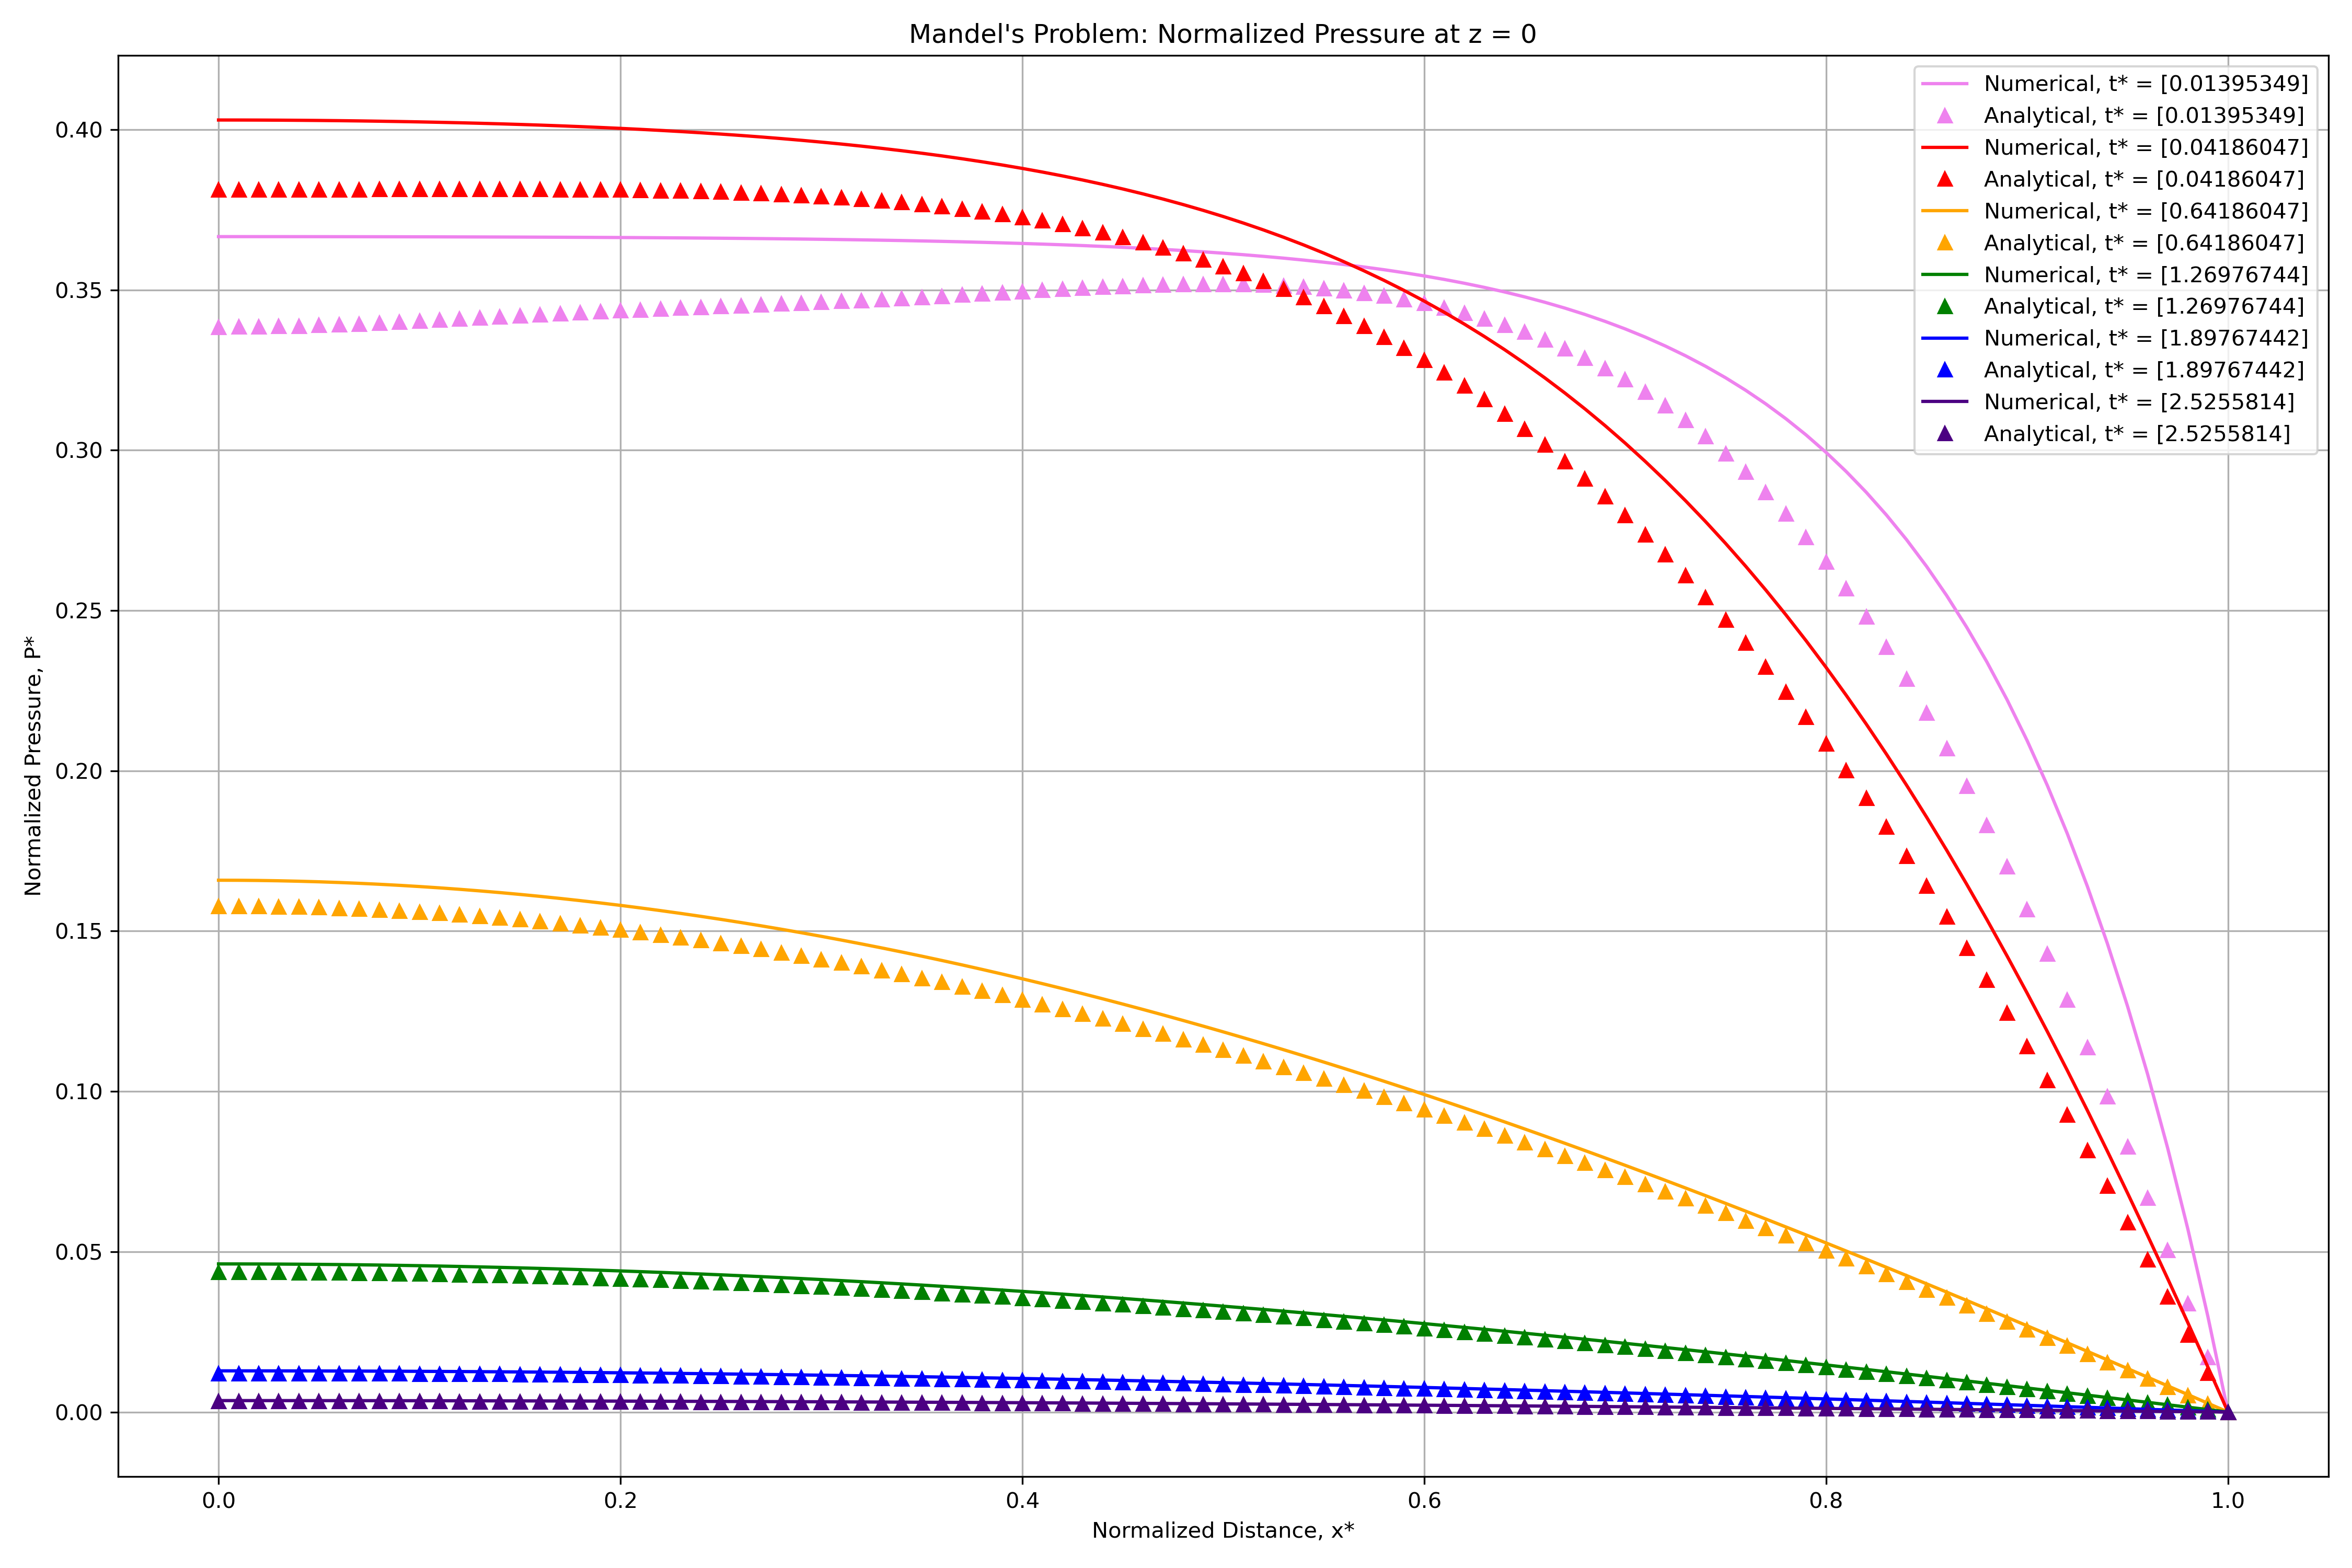 Mandel's Problem: Normalized Pressure at z = 0
Numerical, t* = [0.01395349]
Analytical, t* = [0.01395349]
Numerical, t* = [0.04186047]
Analytical, t* = [0.04186047]
Numerical, t* = [0.64186047]
Analytical, t* = [0.64186047]
Numerical, t* = [1.26976744]
Analytical, t* = [1.26976744]
Numerical, t* = [1.89767442]
Analytical, t* = [1.89767442]
Numerical, t* = [2.5255814]
Analytical, t* = [2.5255814]
Normalized Pressure, P*
0.40
0.35
0.30
0.25
0.20
0.15
0.10
0.05
0.00
0.0 0.2 0.4 0.6 0.8 1.0
Normalized Distance, x*